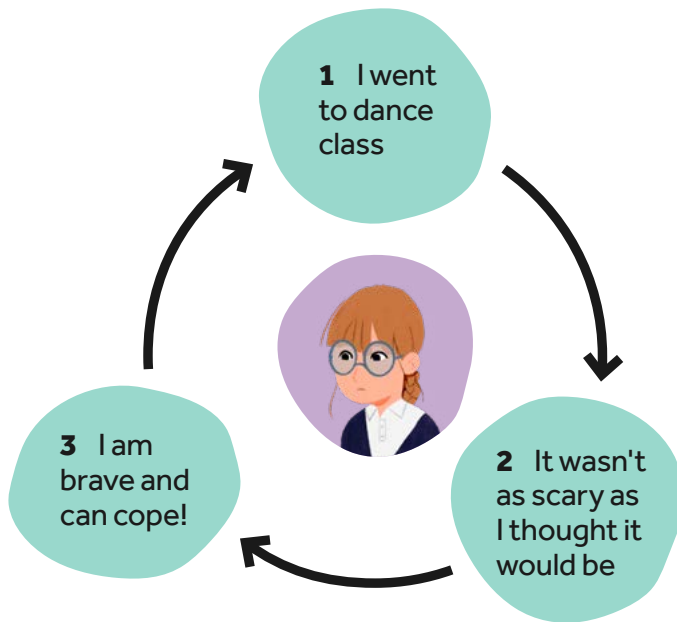 1 I went
to dance
class
2 It wasn't
as scary as
I thought it
would be
3 I am
brave and
can cope!